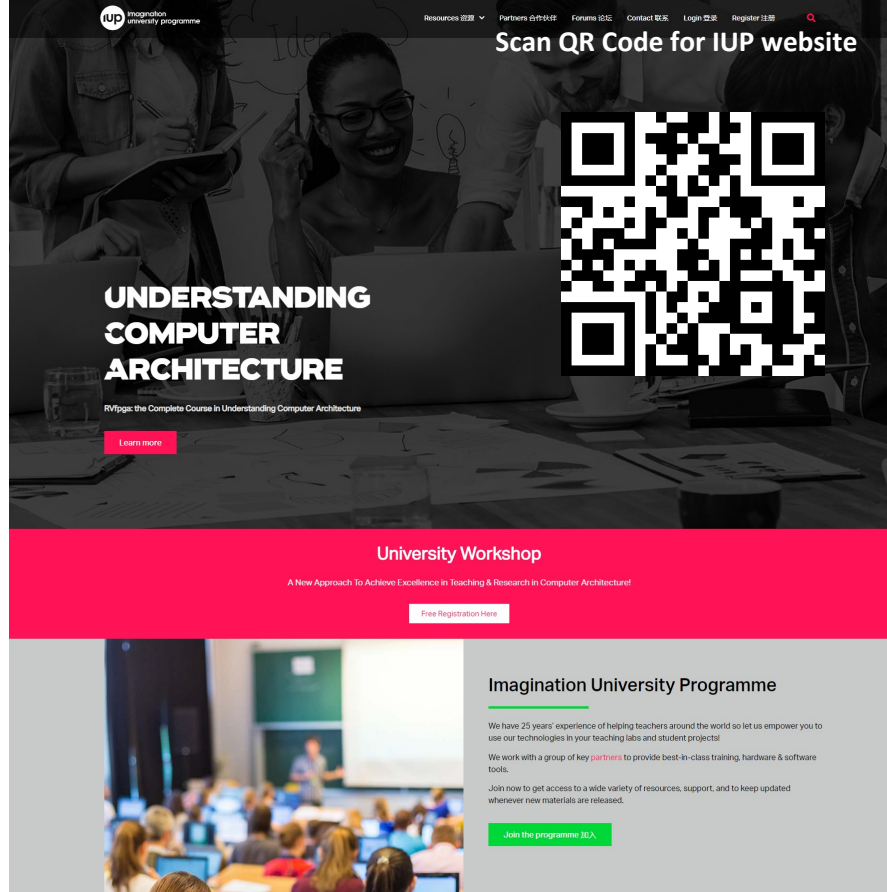 iup imagination
university programme
Resources 资源 Partners 合作伙伴 Forums 论坛 Contact 联系 Login 登录 Register 注册
Scan QR Code for IUP website
Idea
UNDERSTANDING
COMPUTER
ARCHITECTURE
RVfpga: the Complete Course in Understanding Computer Architecture
Learn more
University Workshop
A New Approach To Achieve Excellence in Teaching & Research in Computer Architecture!
Free Registration Here
Imagination University Programme
We have 25 years' experience of helping teachers around the world so let us empower you to
use our technologies in your teaching labs and student projects!
We work with a group of key partners to provide best-in-class training, hardware & software
tools.
Join now to get access to a wide variety of resources, support, and to keep updated
whenever new materials are released.
Join the programme 加入